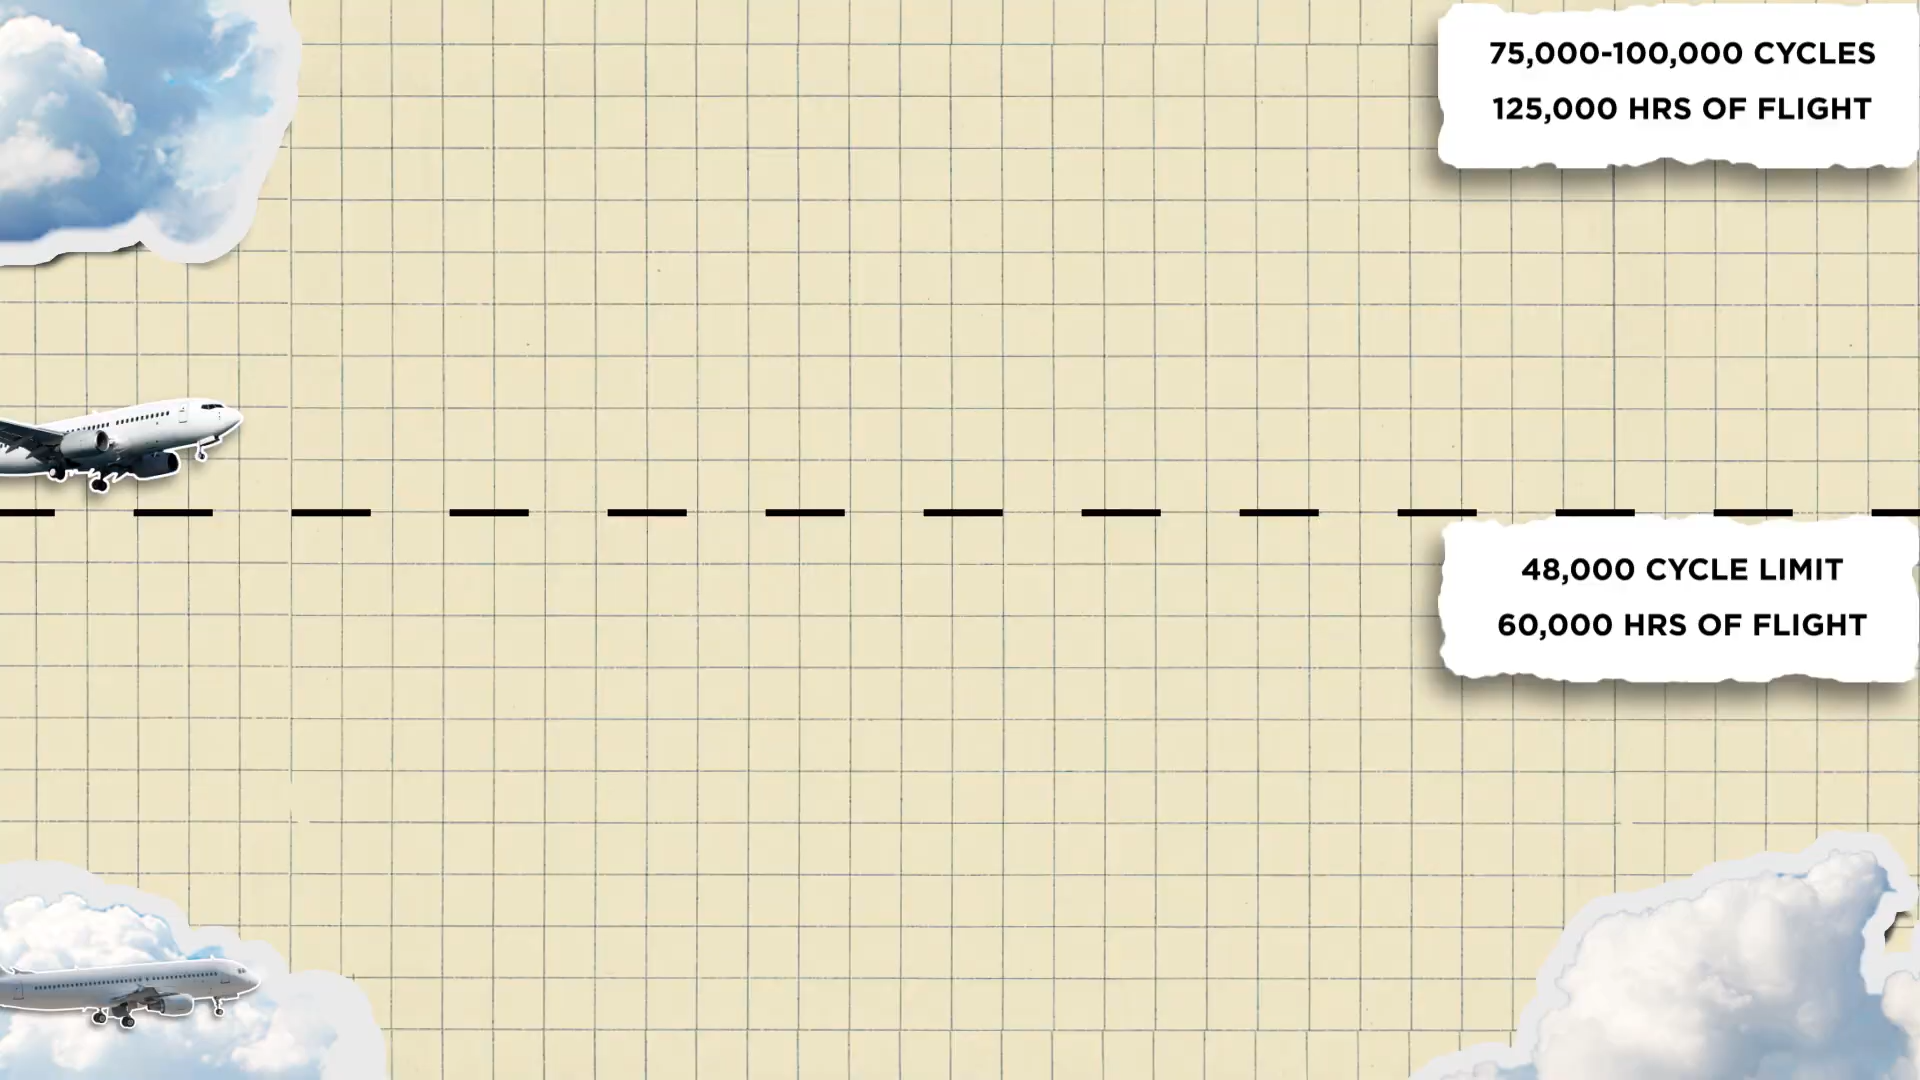 75,000-100,000 CYCLES
125,000 HRS OF FLIGHT
48,000 CYCLE LIMIT
60,000 HRS OF FLIGHT